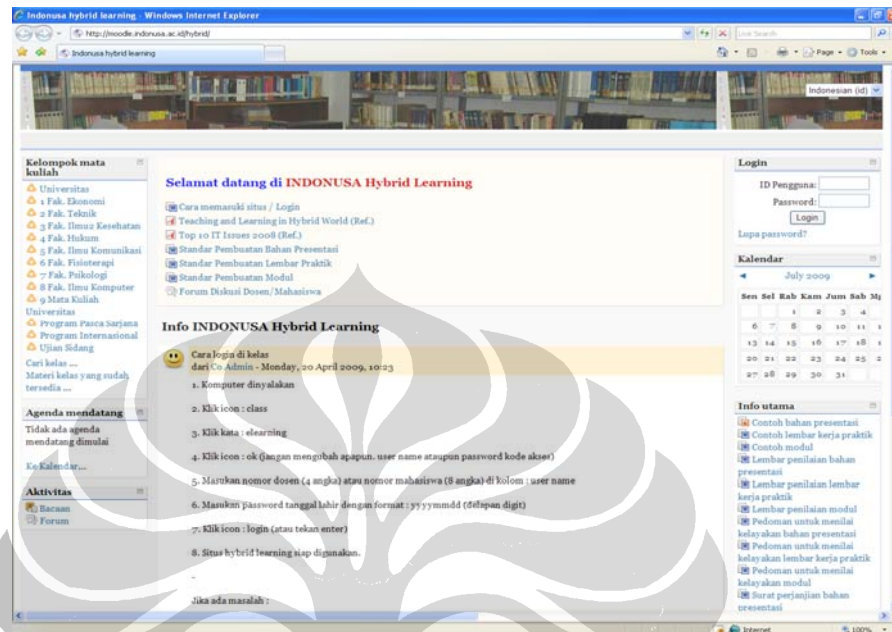 Indonusa hybrid learning - Windows Internet Explorer
http://moodle.indonusa.ac.id/hybrid/
Live Search
Indonusa hybrid learning
Page
Tools
Indonesian (id)
Kelompok mata
kuliah
Universitas
1 Fak. Ekonomi
2 Fak. Teknik
3 Fak. Ilmu2 Kesehatan
4 Fak. Hukum
5 Fak. Ilmu Komunikasi
6 Fak. Fisioterapi
7 Fak. Psikologi
8 Fak. Ilmu Komputer
9 Mata Kuliah
Universitas
Program Pasca Sarjana
Program Internasional
Ujian Sidang
Cari kelas ...
Materi kelas yang sudah
tersedia ...
Agenda mendatang
Tidak ada agenda
mendatang dimulai
Ke Kalendar...
Aktivitas
Bacaan
Forum
Selamat datang di INDONUSA Hybrid Learning
Cara memasuki situs / Login
Teaching and Learning in Hybrid World (Ref.)
Top 10 IT Issues 2008 (Ref.)
Standar Pembuatan Bahan Presentasi
Standar Pembuatan Lembar Praktik
Standar Pembuatan Modul
Forum Diskusi Dosen/Mahasiswa
Info INDONUSA Hybrid Learning
Cara login di kelas
dari Co Admin - Monday, 20 April 2009, 10:23
1. Komputer dinyalakan
2. Klik icon : class
3. Klik kata : elearning
4. Klik icon : ok (jangan mengubah apapun. user name ataupun password kode akses)
5. Masukan nomor dosen (4 angka) atau nomor mahasiswa (8 angka) di kolom : user name
6. Masukan password tanggal lahir dengan format : yyyymmdd (delapan digit)
7. Klik icon : login (atau tekan enter)
8. Situs hybrid learning siap digunakan.
-
Jika ada masalah :
Login
ID Pengguna:
Password:
Login
Lupa password?
Kalendar
July 2009
Sen Sel Rab Kam Jum Sab
1 2 3 4
6 7 8 9 10 11
13 14 15 16 17 18
20 21 22 23 24 25
27 28 29 30 31
Info utama
Contoh bahan presentasi
Contoh lembar kerja praktik
Contoh modul
Lembar penilaian bahan
presentasi
Lembar penilaian lembar
kerja praktik
Lembar penilaian modul
Pedoman untuk menilai
kelayakan bahan presentasi
Pedoman untuk menilai
kelayakan lembar kerja praktik
Pedoman untuk menilai
kelayakan modul
Surat perjanjian bahan
presentasi
Internet
100%